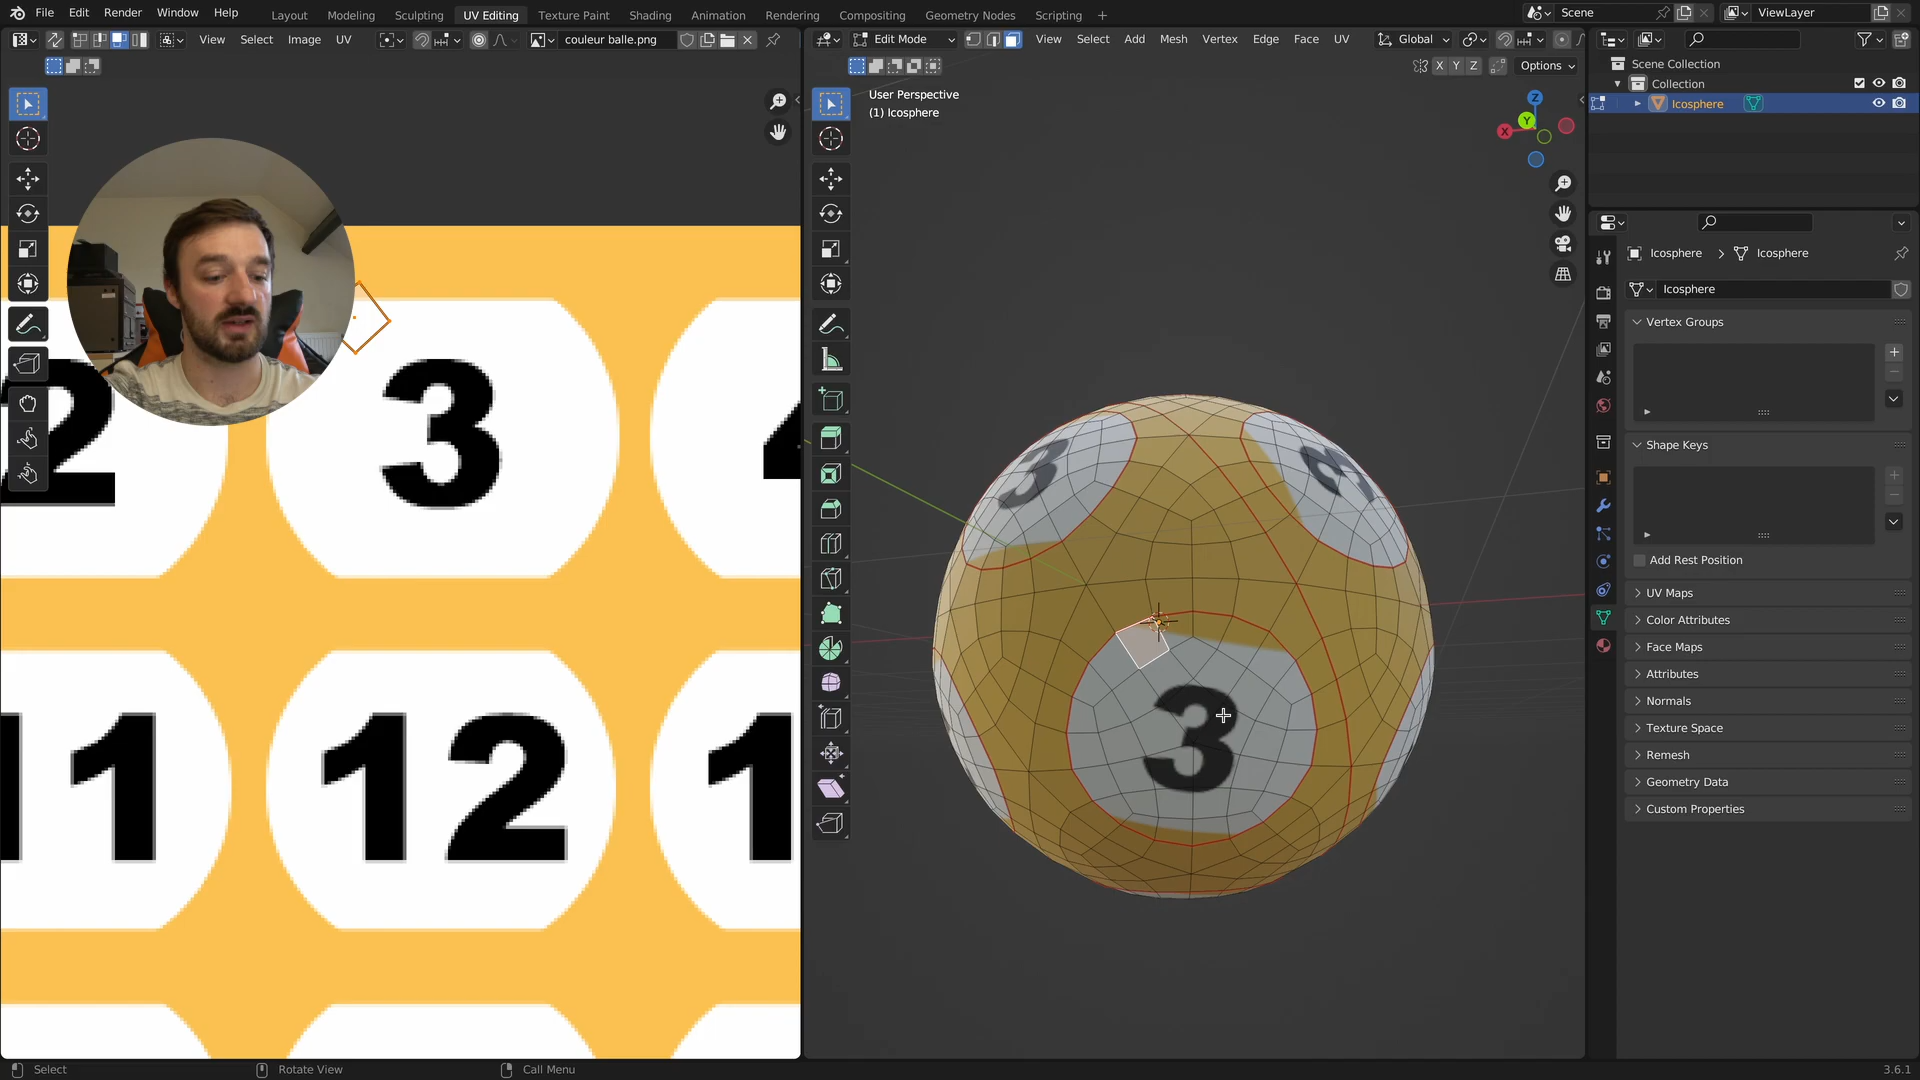 File Edit Render Window Help
Layout Modeling Sculpting UV Editing Texture Paint Shading Animation Rendering Compositing Geometry Nodes Scripting +
Scene
ViewLayer
View Select Image UV
couleur balle.png
Edit Mode
View Select Add Mesh Vertex Edge Face UV
Global
X Y Z
Options
User Perspective
(1) Icosphere
Z
Y
X
2
3
4
11
12
1
3
8
3
Scene Collection
Collection
Icosphere
Icosphere > Icosphere
Icosphere
Vertex Groups
Shape Keys
Add Rest Position
UV Maps
Color Attributes
Face Maps
Attributes
Normals
Texture Space
Remesh
Geometry Data
Custom Properties
Select
Rotate View
Call Menu
3.6.1